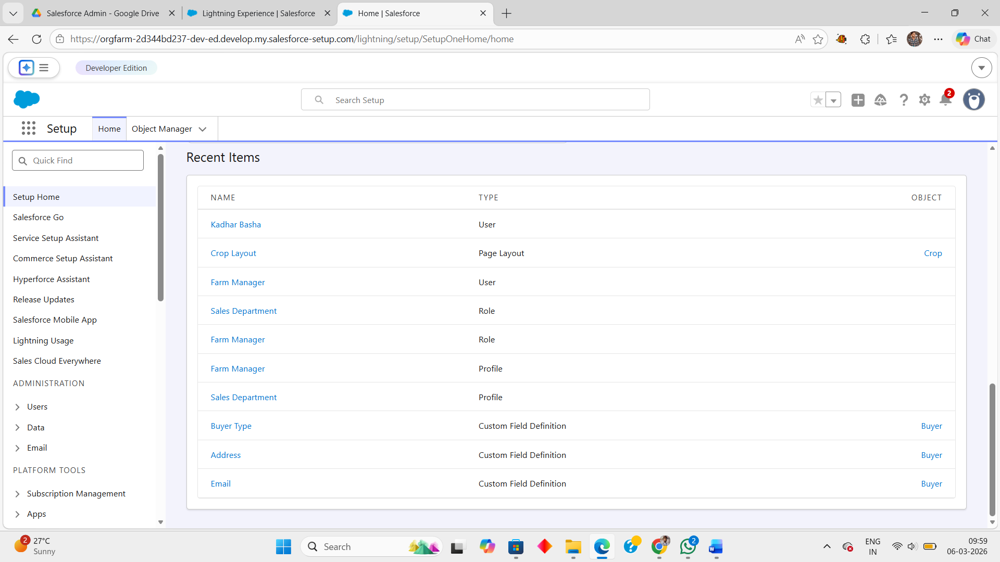 Salesforce Admin - Google Drive
Lightning Experience | Salesforce
Home | Salesforce
https://orgfarm-2d344bd237-dev-ed.develop.my.salesforce-setup.com/lightning/setup/SetupOneHome/home
Chat
Developer Edition
Search Setup
2
Setup
Home
Object Manager
Quick Find
Setup Home
Salesforce Go
Service Setup Assistant
Commerce Setup Assistant
Hyperforce Assistant
Release Updates
Salesforce Mobile App
Lightning Usage
Sales Cloud Everywhere
ADMINISTRATION
Users
Data
Email
PLATFORM TOOLS
Subscription Management
Apps
Recent Items
NAME TYPE OBJECT
Kadhar Basha User
Crop Layout Page Layout Crop
Farm Manager User
Sales Department Role
Farm Manager Role
Farm Manager Profile
Sales Department Profile
Buyer Type Custom Field Definition Buyer
Address Custom Field Definition Buyer
Email Custom Field Definition Buyer
2
27°C
Sunny
Search
2
ENG
IN
09:59
06-03-2026